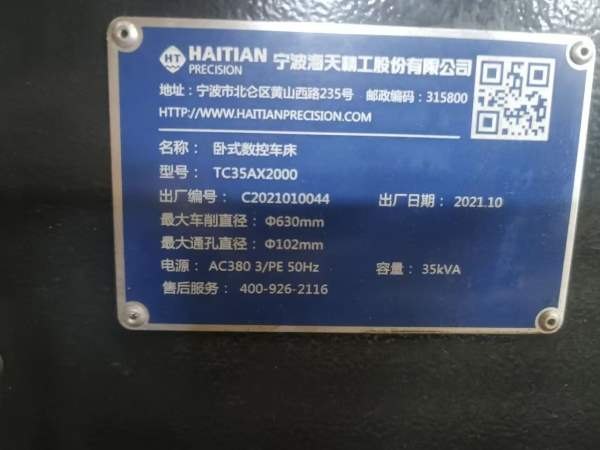 HT HAITIAN PRECISION 宁波海天精工股份有限公司
地址：宁波市北仑区黄山西路235号 邮政编码：315800
HTTP://WWW.HAITIANPRECISION.COM
名称：卧式数控车床
型号：TC35AX2000
出厂编号：C2021010044 出厂日期：2021.10
最大车削直径：Φ630mm
最大通孔直径：Φ102mm
电源：AC380 3/PE 50Hz 容量：35kVA
售后服务：400-926-2116